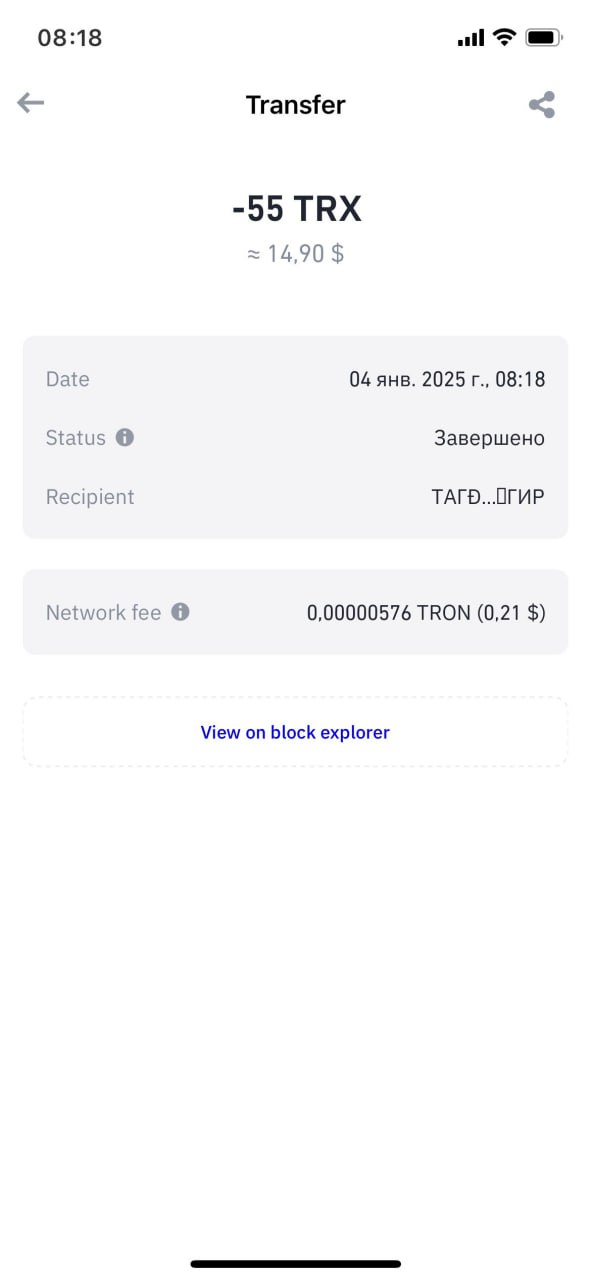 08:18
Transfer
-55 TRX
≈ 14,90 $
Date 04 янв. 2025 г., 08:18
Status Завершено
Recipient ТАГĐ...▯ГИР
Network fee 0,00000576 TRON (0,21 $)
View on block explorer